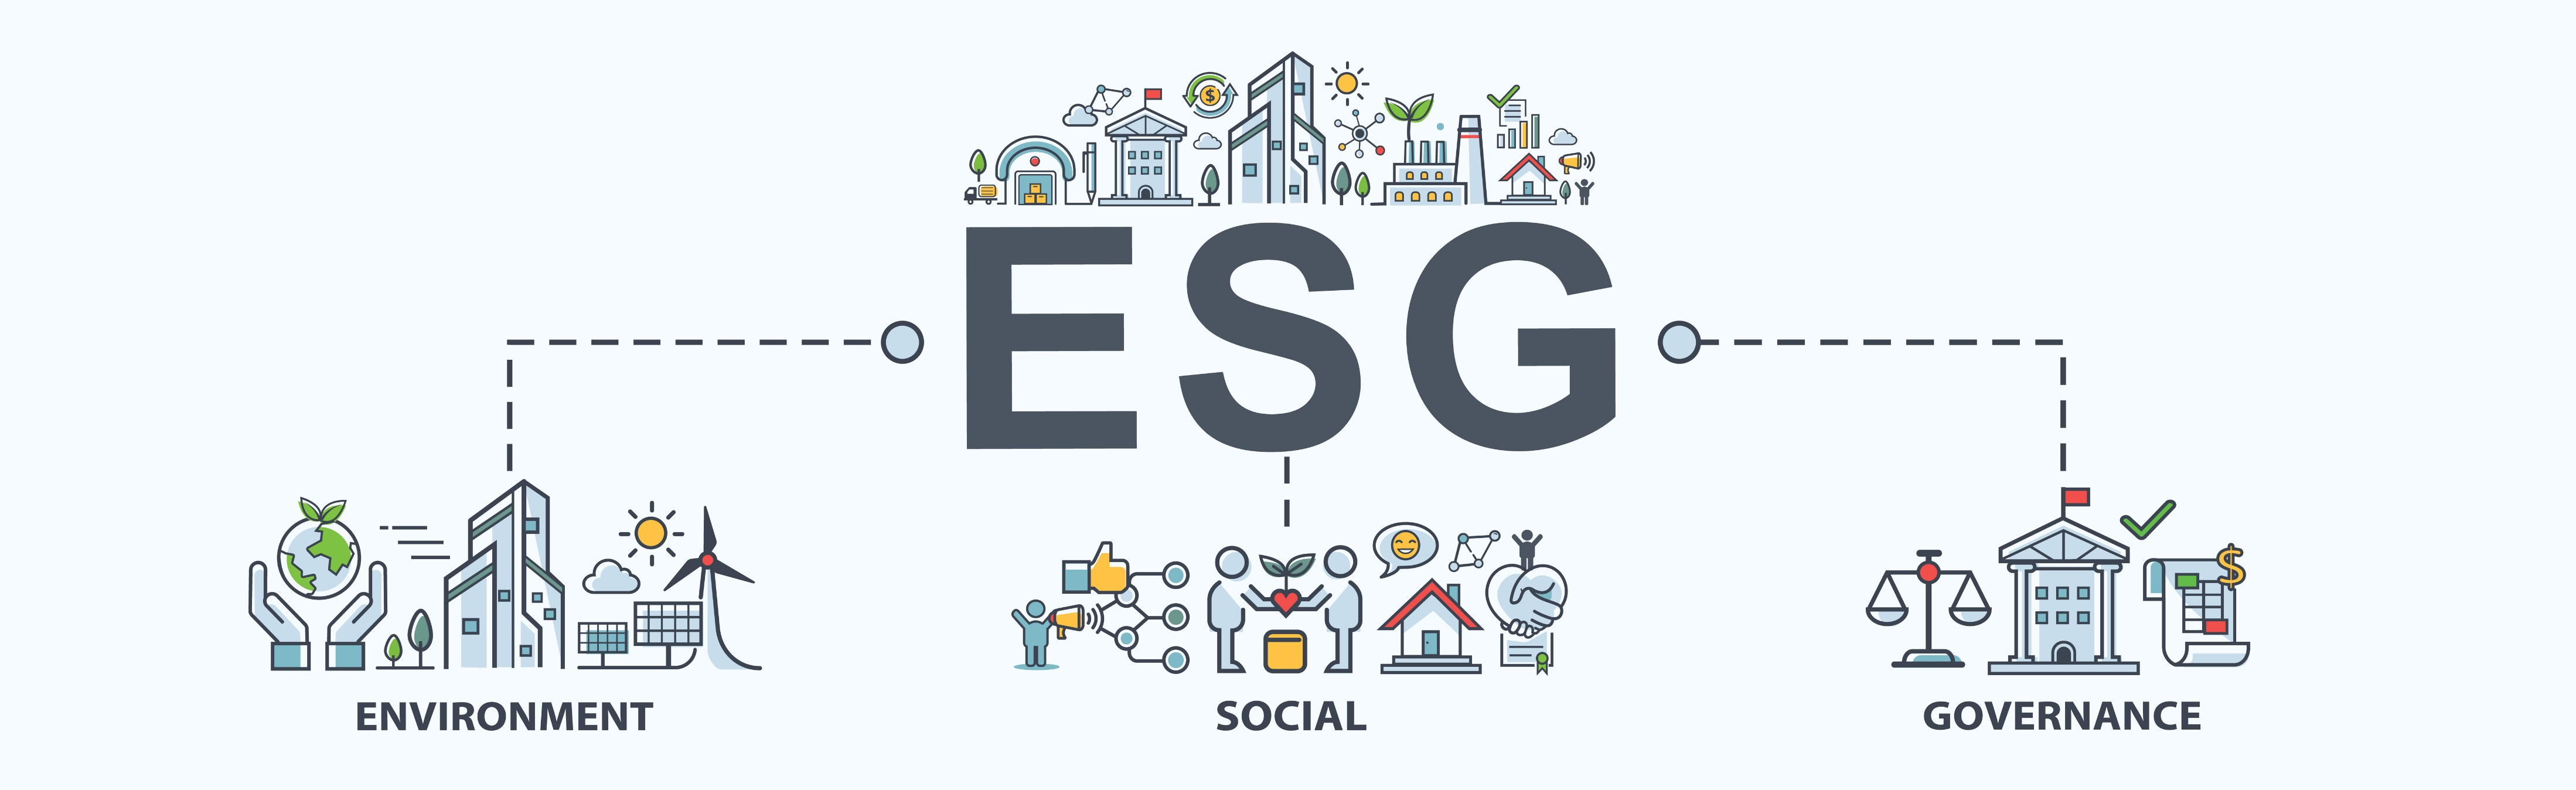 $
ESG
$
ENVIRONMENT
SOCIAL
GOVERNANCE